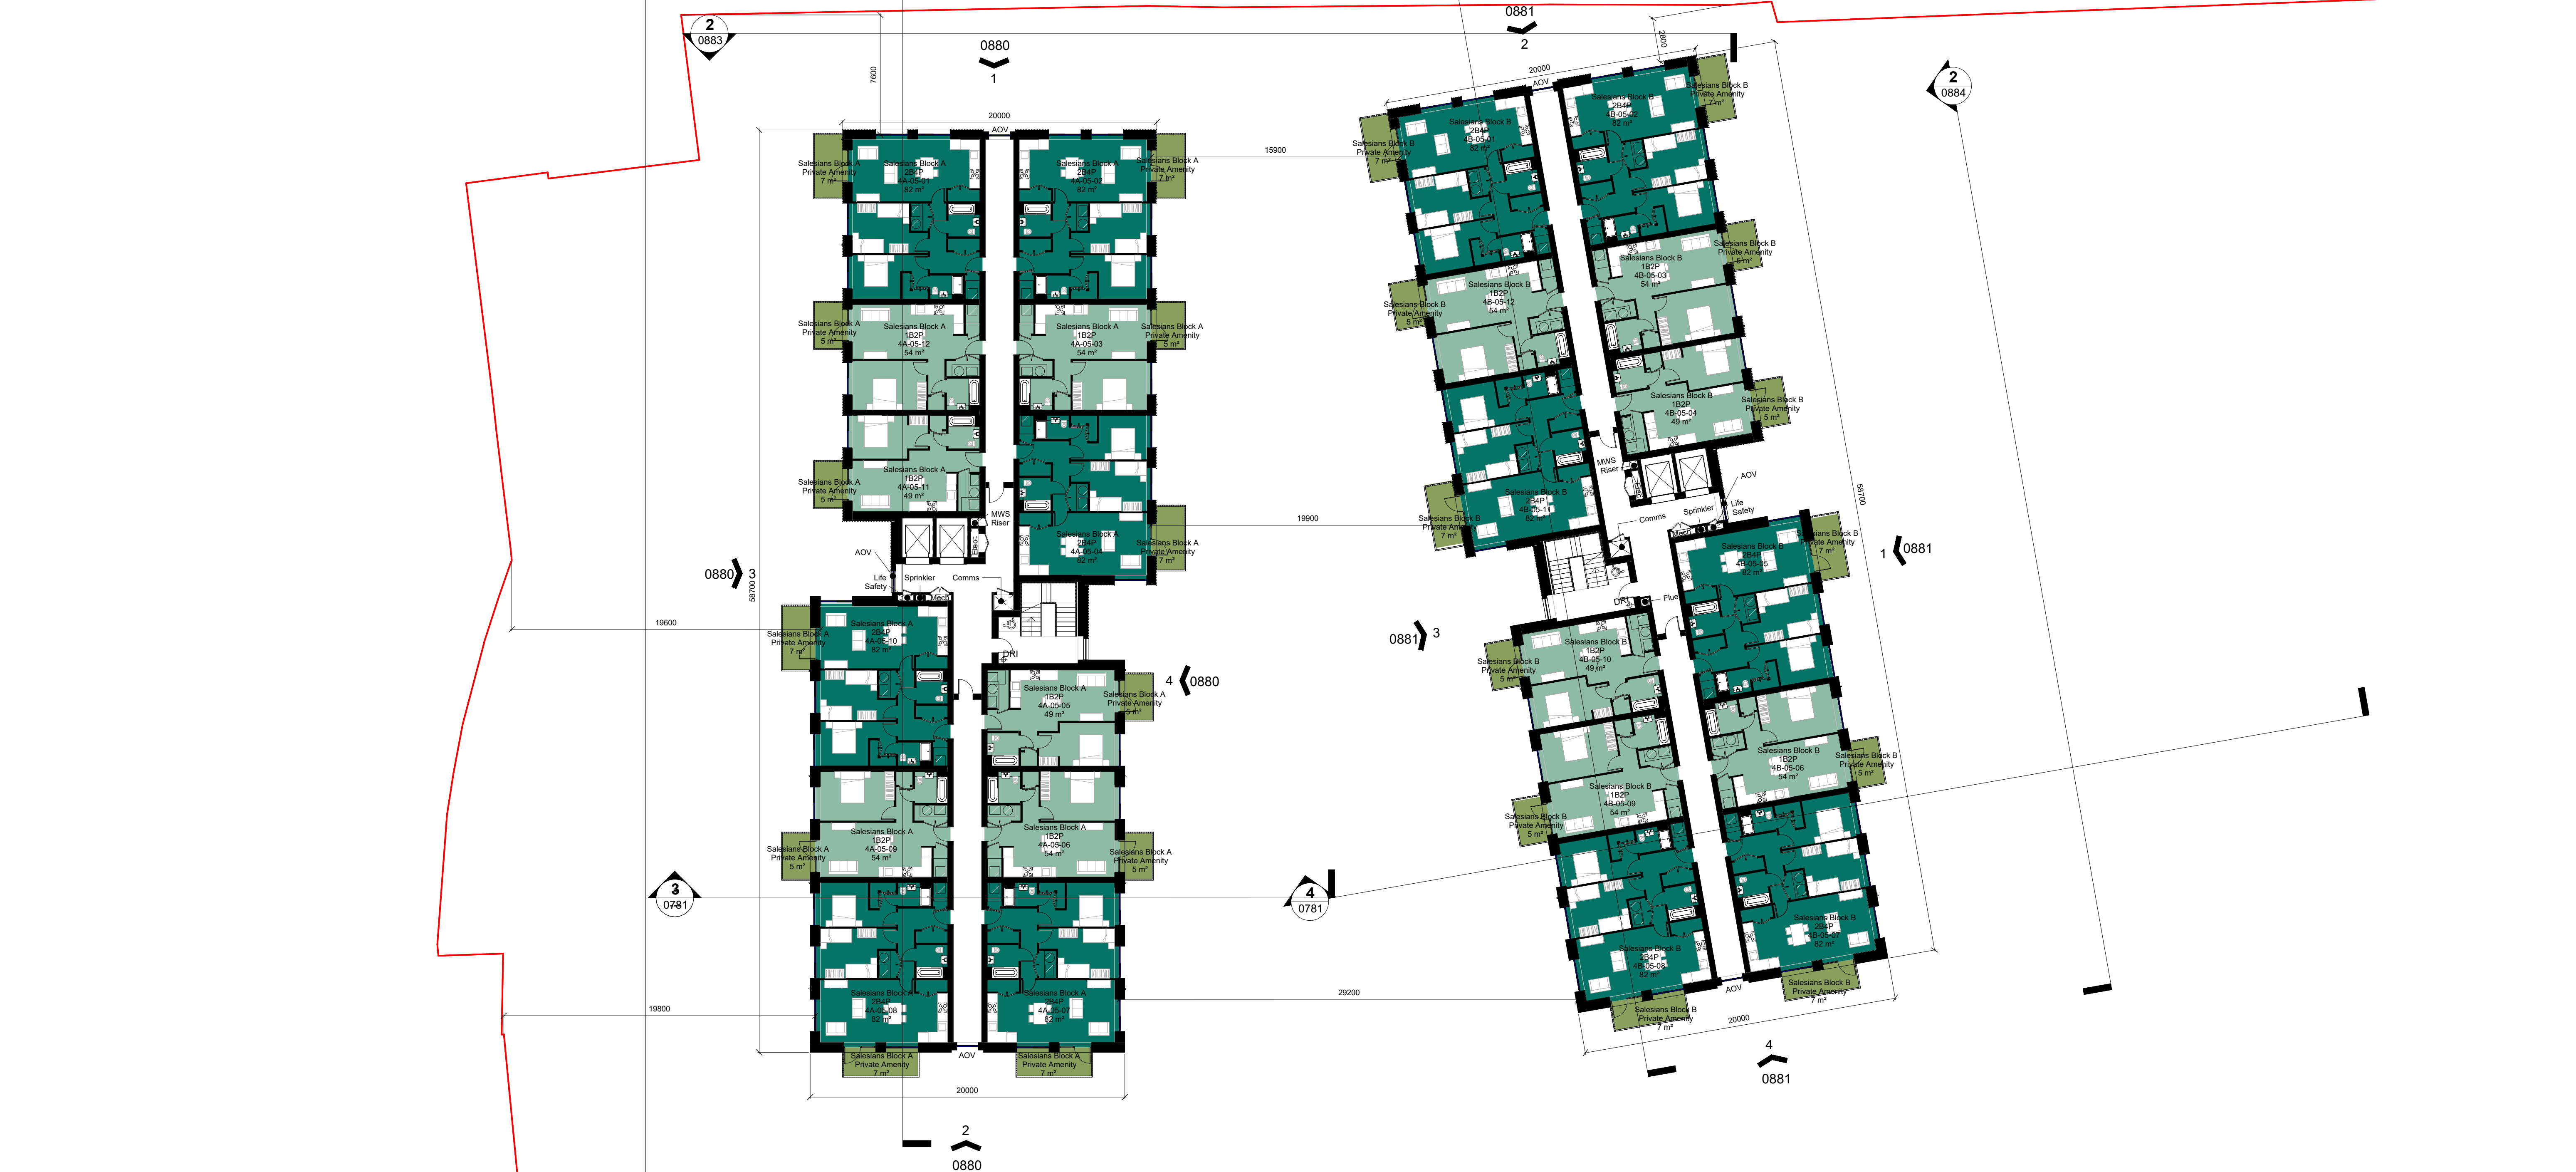 2
0883
0880
1
7600
20000
AOV
Salesians Block A
Private Amenity
7 m²
Salesians Block A
2B4P
4A-05-01
82 m²
Salesians Block A
2B4P
4A-05-02
82 m²
Salesians Block A
Private Amenity
7 m²
15900
Salesians Block A
Private Amenity
5 m²
Salesians Block A
1B2P
4A-05-12
54 m²
Salesians Block A
1B2P
4A-05-03
54 m²
Salesians Block A
Private Amenity
5 m²
Salesians Block A
Private Amenity
5 m²
Salesians Block A
1B2P
4A-05-11
49 m²
MWS
Riser
Elec
Salesians Block A
2B4P
4A-05-04
82 m²
Salesians Block A
Private Amenity
7 m²
19900
AOV
Life
Safety
Sprinkler
Comms
Mech
0880
3
58700
19600
Salesians Block A
Private Amenity
7 m²
Salesians Block A
2B4P
4A-05-10
82 m²
DRI
Salesians Block A
1B2P
4A-05-05
49 m²
Salesians Block A
Private Amenity
5 m²
4
0880
Salesians Block A
Private Amenity
5 m²
Salesians Block A
1B2P
4A-05-09
54 m²
Salesians Block A
1B2P
4A-05-06
54 m²
Salesians Block A
Private Amenity
5 m²
3
0781
4
0781
19800
Salesians Block A
2B4P
4A-05-08
82 m²
Salesians Block A
2B4P
4A-05-07
82 m²
29200
Salesians Block A
Private Amenity
7 m²
AOV
Salesians Block A
Private Amenity
7 m²
20000
2
0880
0881
2
2800
20000
AOV
2
0884
Salesians Block B
Private Amenity
7 m²
Salesians Block B
2B4P
4B-05-01
82 m²
Salesians Block B
2B4P
4B-05-02
82 m²
Salesians Block B
Private Amenity
7 m²
Salesians Block B
Private Amenity
5 m²
Salesians Block B
1B2P
4B-05-12
54 m²
Salesians Block B
1B2P
4B-05-03
54 m²
Salesians Block B
Private Amenity
5 m²
Salesians Block B
1B2P
4B-05-04
49 m²
Salesians Block B
Private Amenity
5 m²
MWS
Riser
Elec
AOV
Life
Safety
Sprinkler
Comms
Mech
58700
Salesians Block B
Private Amenity
7 m²
Salesians Block B
2B4P
4B-05-11
82 m²
Salesians Block B
2B4P
4B-05-05
82 m²
Salesians Block B
Private Amenity
7 m²
1
0881
DRI
Flue
0881
3
Salesians Block B
Private Amenity
5 m²
Salesians Block B
1B2P
4B-05-10
49 m²
Salesians Block B
1B2P
4B-05-06
54 m²
Salesians Block B
Private Amenity
5 m²
Salesians Block B
Private Amenity
5 m²
Salesians Block B
1B2P
4B-05-09
54 m²
Salesians Block B
2B4P
4B-05-08
82 m²
Salesians Block B
2B4P
4B-05-07
82 m²
Salesians Block B
Private Amenity
7 m²
AOV
Salesians Block B
Private Amenity
7 m²
20000
4
0881